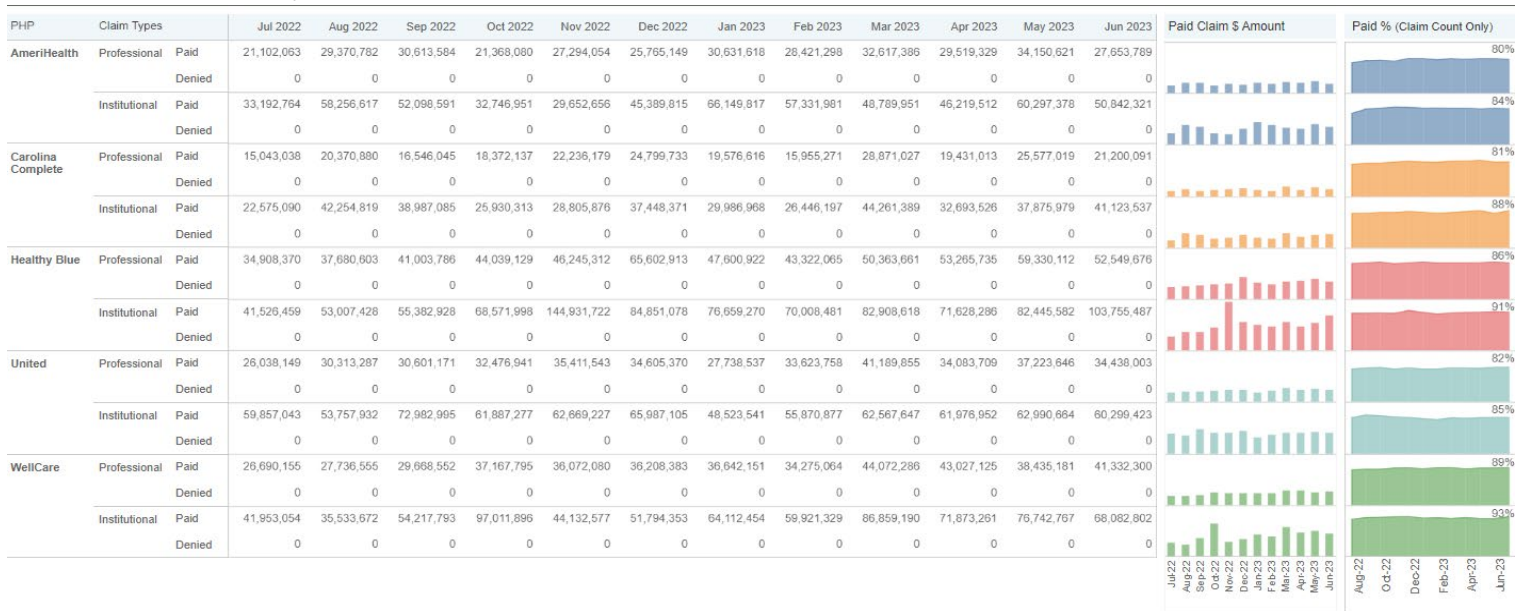 PHP Claim Types Jul 2022 Aug 2022 Sep 2022 Oct 2022 Nov 2022 Dec 2022 Jan 2023 Feb 2023 Mar 2023 Apr 2023 May 2023 Jun 2023 Paid Claim $ Amount Paid % (Claim Count Only)
AmeriHealth Professional Paid 21,102,063 29,370,782 30,613,584 21,368,080 27,294,054 25,765,149 30,631,618 28,421,298 32,617,386 29,519,329 34,150,621 27,653,789 80%
Denied 0 0 0 0 0 0 0 0 0 0 0 0
Institutional Paid 33,192,764 58,256,617 52,098,591 32,746,951 29,652,656 45,389,815 66,149,817 57,331,981 48,789,951 46,219,512 60,297,378 50,842,321 84%
Denied 0 0 0 0 0 0 0 0 0 0 0 0
Carolina Complete Professional Paid 15,043,038 20,370,880 16,546,045 18,372,137 22,236,179 24,799,733 19,576,616 15,955,271 28,871,027 19,431,013 25,577,019 21,200,091 81%
Denied 0 0 0 0 0 0 0 0 0 0 0 0
Institutional Paid 22,575,090 42,254,819 38,987,085 25,930,313 28,805,876 37,448,371 29,986,968 26,446,197 44,261,389 32,693,526 37,875,979 41,123,537 88%
Denied 0 0 0 0 0 0 0 0 0 0 0 0
Healthy Blue Professional Paid 34,908,370 37,680,603 41,003,786 44,039,129 46,245,312 65,602,913 47,600,922 43,322,065 50,363,661 53,265,735 59,330,112 52,549,676 86%
Denied 0 0 0 0 0 0 0 0 0 0 0 0
Institutional Paid 41,526,459 53,007,428 55,382,928 68,571,998 144,931,722 84,851,078 76,659,270 70,008,481 82,908,618 71,628,286 82,445,582 103,755,487 91%
Denied 0 0 0 0 0 0 0 0 0 0 0 0
United Professional Paid 26,038,149 30,313,287 30,601,171 32,476,941 35,411,543 34,605,370 27,738,537 33,623,758 41,189,855 34,083,709 37,223,646 34,438,003 82%
Denied 0 0 0 0 0 0 0 0 0 0 0 0
Institutional Paid 59,857,043 53,757,932 72,982,995 61,887,277 62,669,227 65,987,105 48,523,541 55,870,877 62,567,647 61,976,952 62,990,664 60,299,423 85%
Denied 0 0 0 0 0 0 0 0 0 0 0 0
WellCare Professional Paid 26,690,155 27,736,555 29,668,552 37,167,795 36,072,080 36,208,383 36,642,151 34,275,064 44,072,286 43,027,125 38,435,181 41,332,300 89%
Denied 0 0 0 0 0 0 0 0 0 0 0 0
Institutional Paid 41,953,054 35,533,672 54,217,793 97,011,896 44,132,577 51,794,353 64,112,454 59,921,329 86,859,190 71,873,261 76,742,767 68,082,802 93%
Denied 0 0 0 0 0 0 0 0 0 0 0 0
Jul-22 Aug-22 Sep-22 Oct-22 Nov-22 Dec-22 Jan-23 Feb-23 Mar-23 Apr-23 May-23 Jun-23 Aug-22 Oct-22 Dec-22 Feb-23 Apr-23 Jun-23